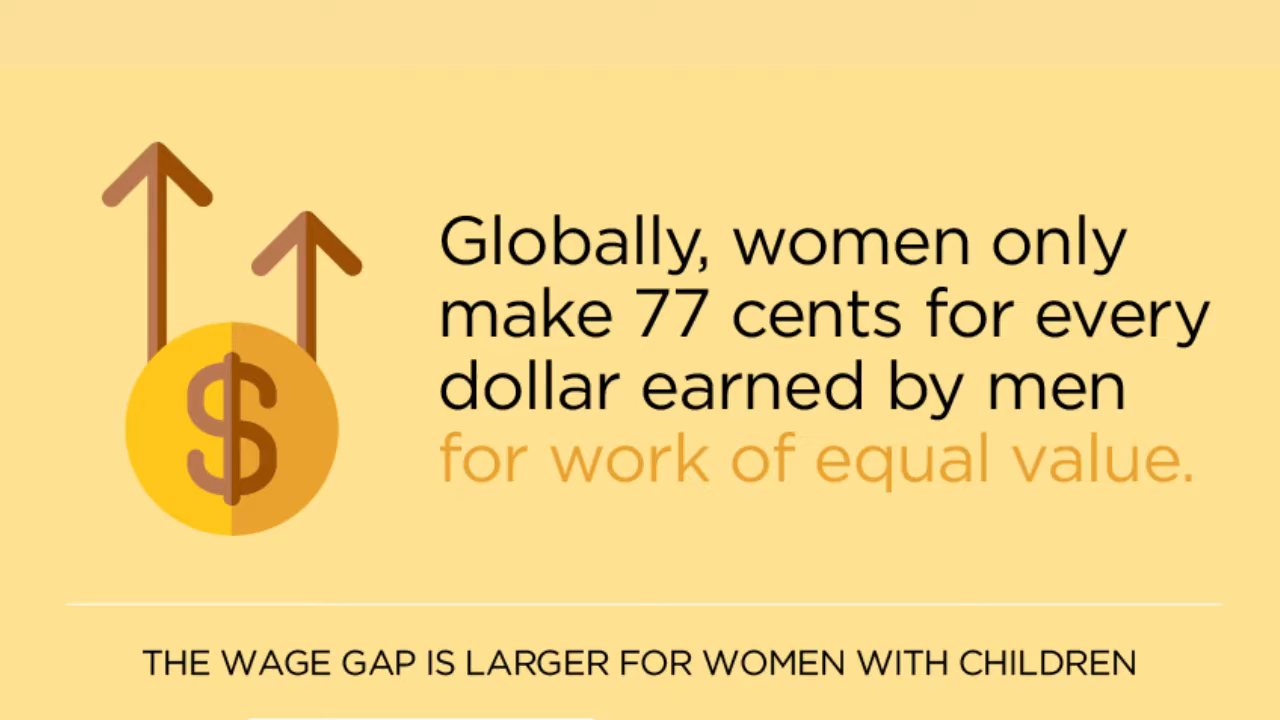 Globally, women only
make 77 cents for every
dollar earned by men
for work of equal value.
THE WAGE GAP IS LARGER FOR WOMEN WITH CHILDREN
$